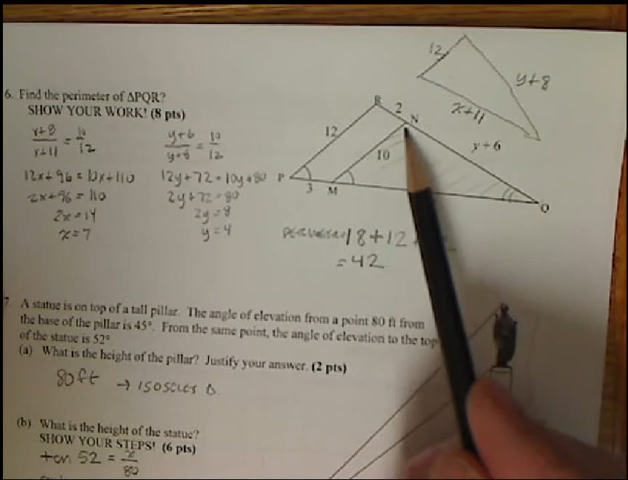 6. Find the perimeter of ΔPQR?
SHOW YOUR WORK! (8 pts)
x+8/x+11 = 10/12
12x+96 = 10x+110
2x+96 = 110
2x = 14
x = 7
y+6/y+8 = 10/12
12y+72 = 10y+80
2y+72 = 80
2y = 8
y = 4
R
2
N
12
10
y + 6
P
3
M
Q
12
y+8
x+11
PERIMETER = 18+12+
= 42
7. A statue is on top of a tall pillar. The angle of elevation from a point 80 ft from
the base of the pillar is 45°. From the same point, the angle of elevation to the top
of the statue is 52°.
(a) What is the height of the pillar? Justify your answer. (2 pts)
80ft → ISOSCLES Δ
(b) What is the height of the statue?
SHOW YOUR STEPS! (6 pts)
tan 52 = x/80